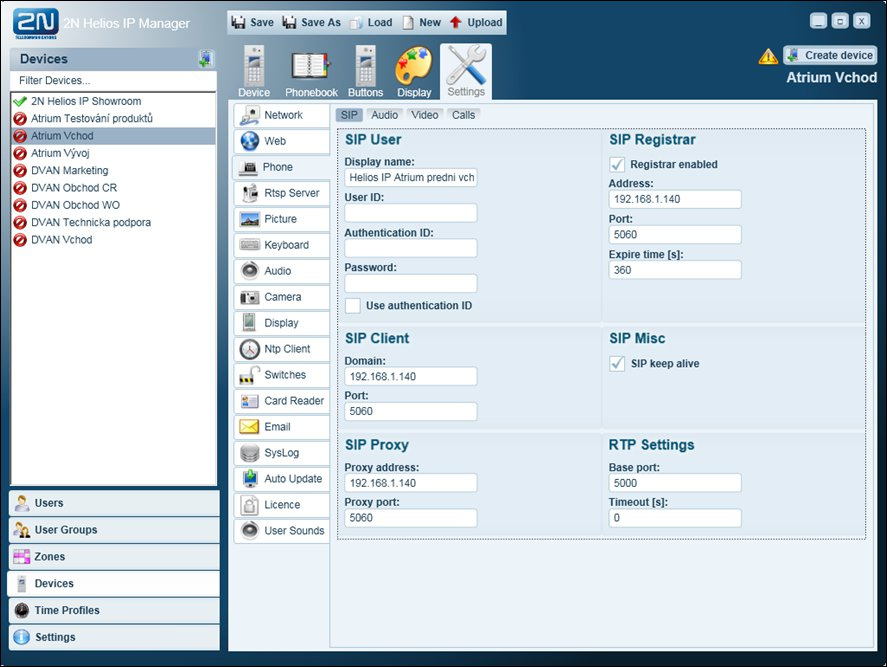 2N
TELECOMMUNICATIONS
2N Helios IP Manager
Save
Save As
Load
New
Upload
X
Devices
Filter Devices...
2N Helios IP Showroom
Atrium Testování produktů
Atrium Vchod
Atrium Vývoj
DVAN Marketing
DVAN Obchod CR
DVAN Obchod WO
DVAN Technicka podpora
DVAN Vchod
Users
User Groups
Zones
Devices
Time Profiles
Settings
Device
Phonebook
Buttons
Display
Settings
Create device
Atrium Vchod
Network
Web
Phone
Rtsp Server
Picture
Keyboard
Audio
Camera
Display
Ntp Client
Switches
Card Reader
Email
SysLog
Auto Update
Licence
User Sounds
SIP
Audio
Video
Calls
SIP User
Display name:
Helios IP Atrium predni vch
User ID:
Authentication ID:
Password:
Use authentication ID
SIP Registrar
Registrar enabled
Address:
192.168.1.140
Port:
5060
Expire time [s]:
360
SIP Client
Domain:
192.168.1.140
Port:
5060
SIP Misc
SIP keep alive
SIP Proxy
Proxy address:
192.168.1.140
Proxy port:
5060
RTP Settings
Base port:
5000
Timeout [s]:
0